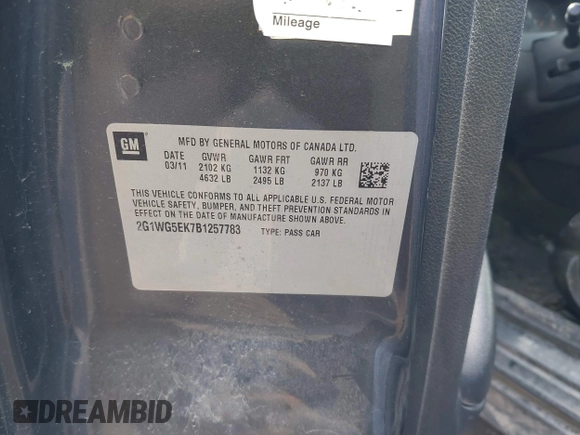 Mileage
GM
MFD BY GENERAL MOTORS OF CANADA LTD.
DATE GVWR GAWR FRT GAWR RR
03/11 2102 KG 1132 KG 970 KG
4632 LB 2495 LB 2137 LB
THIS VEHICLE CONFORMS TO ALL APPLICABLE U.S. FEDERAL MOTOR
VEHICLE SAFETY, BUMPER, AND THEFT PREVENTION STANDARDS IN
EFFECT ON THE DATE OF MANUFACTURE SHOWN ABOVE.
2G1WG5EK7B1257783 TYPE: PASS CAR
DREAMBID